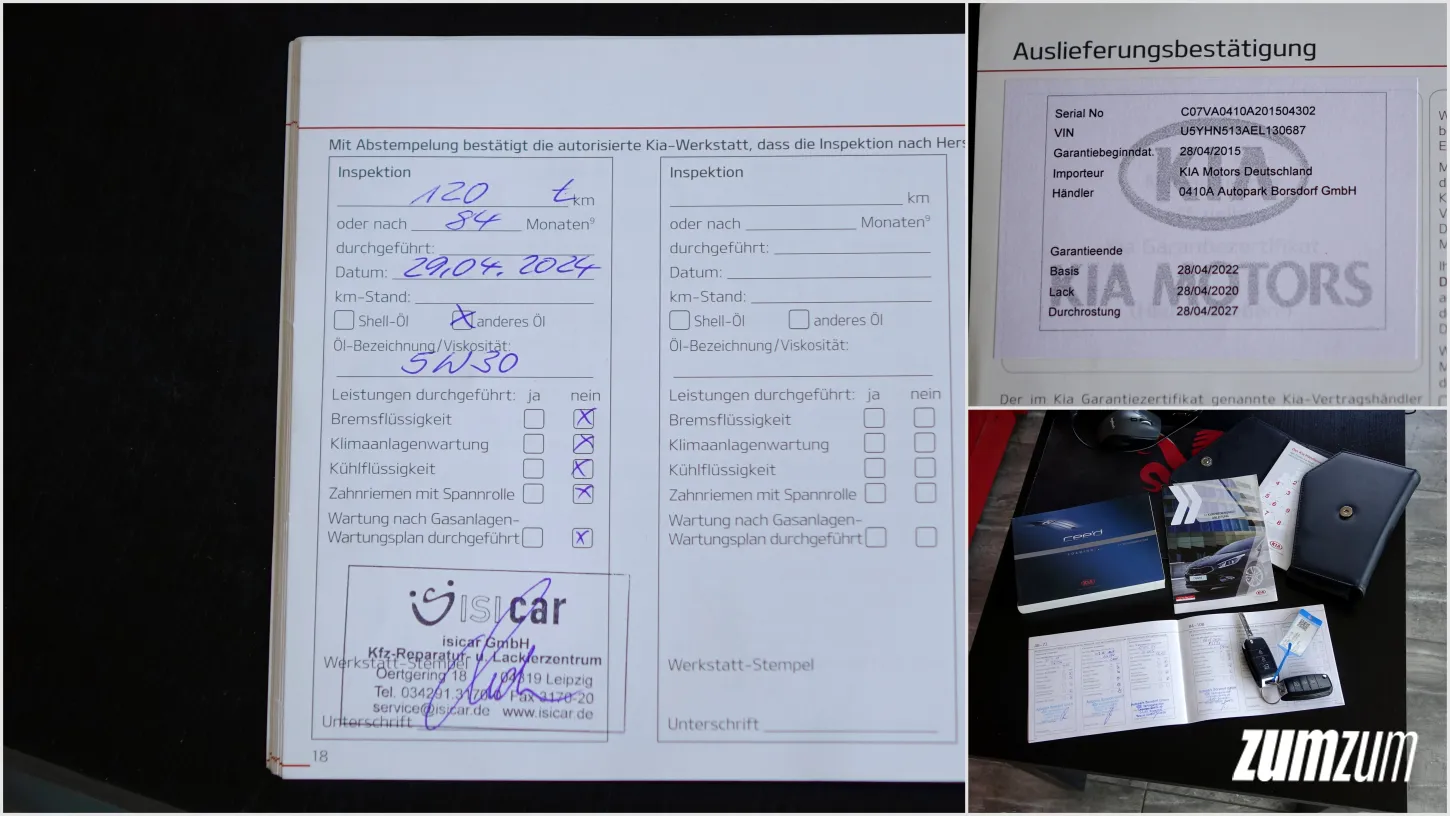 Mit Abstempelung bestätigt die autorisierte Kia-Werkstatt, dass die Inspektion nach Hers
Inspektion
120 t km
oder nach 84 Monaten⁹
durchgeführt:
Datum: 29.04.2024
km-Stand:
Shell-Öl anderes Öl
Öl-Bezeichnung/Viskosität:
5W30
Leistungen durchgeführt: ja nein
Bremsflüssigkeit
Klimaanlagenwartung
Kühlflüssigkeit
Zahnriemen mit Spannrolle
Wartung nach Gasanlagen-
Wartungsplan durchgeführt
isicar
isicar GmbH
Kfz-Reparatur- u. Lackierzentrum
Werkstatt-Stempel
Oertgering 18 04319 Leipzig
Tel. 034291.3170 Fax 3170-20
service@isicar.de www.isicar.de
Unterschrift
18
Inspektion
km
oder nach Monaten⁹
durchgeführt:
Datum:
km-Stand:
Shell-Öl anderes Öl
Öl-Bezeichnung/Viskosität:
Leistungen durchgeführt: ja nein
Bremsflüssigkeit
Klimaanlagenwartung
Kühlflüssigkeit
Zahnriemen mit Spannrolle
Wartung nach Gasanlagen-
Wartungsplan durchgeführt
Werkstatt-Stempel
Unterschrift
Auslieferungsbestätigung
Serial No C07VA0410A201504302
VIN U5YHN513AEL130687
Garantiebeginndat. 28/04/2015
Importeur KIA Motors Deutschland
Händler 0410A Autopark Borsdorf GmbH
KIA
Garantiezertifikat
Garantieende
Basis 28/04/2022
Lack 28/04/2020
Durchrostung 28/04/2027
KIA MOTORS
Der im Kia Garantiezertifikat genannte Kia-Vertragshändler
cee'd
KIA
KIA
zumzum